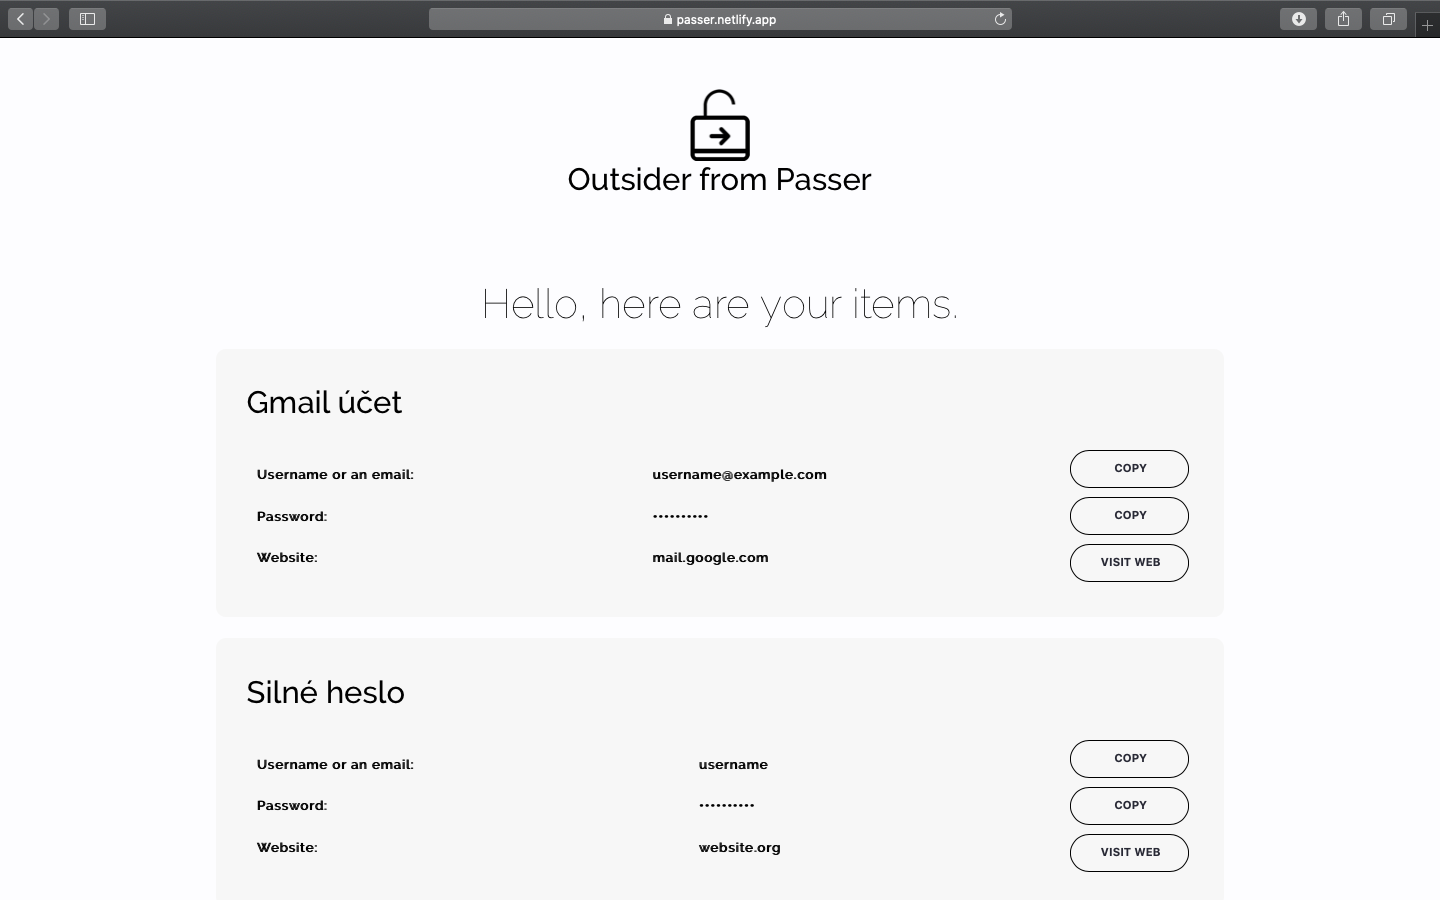 passer.netlify.app
Outsider from Passer
Hello, here are your items.
Gmail účet
Username or an email: username@example.com COPY
Password: •••••••••• COPY
Website: mail.google.com VISIT WEB
Silné heslo
Username or an email: username COPY
Password: •••••••••• COPY
Website: website.org VISIT WEB